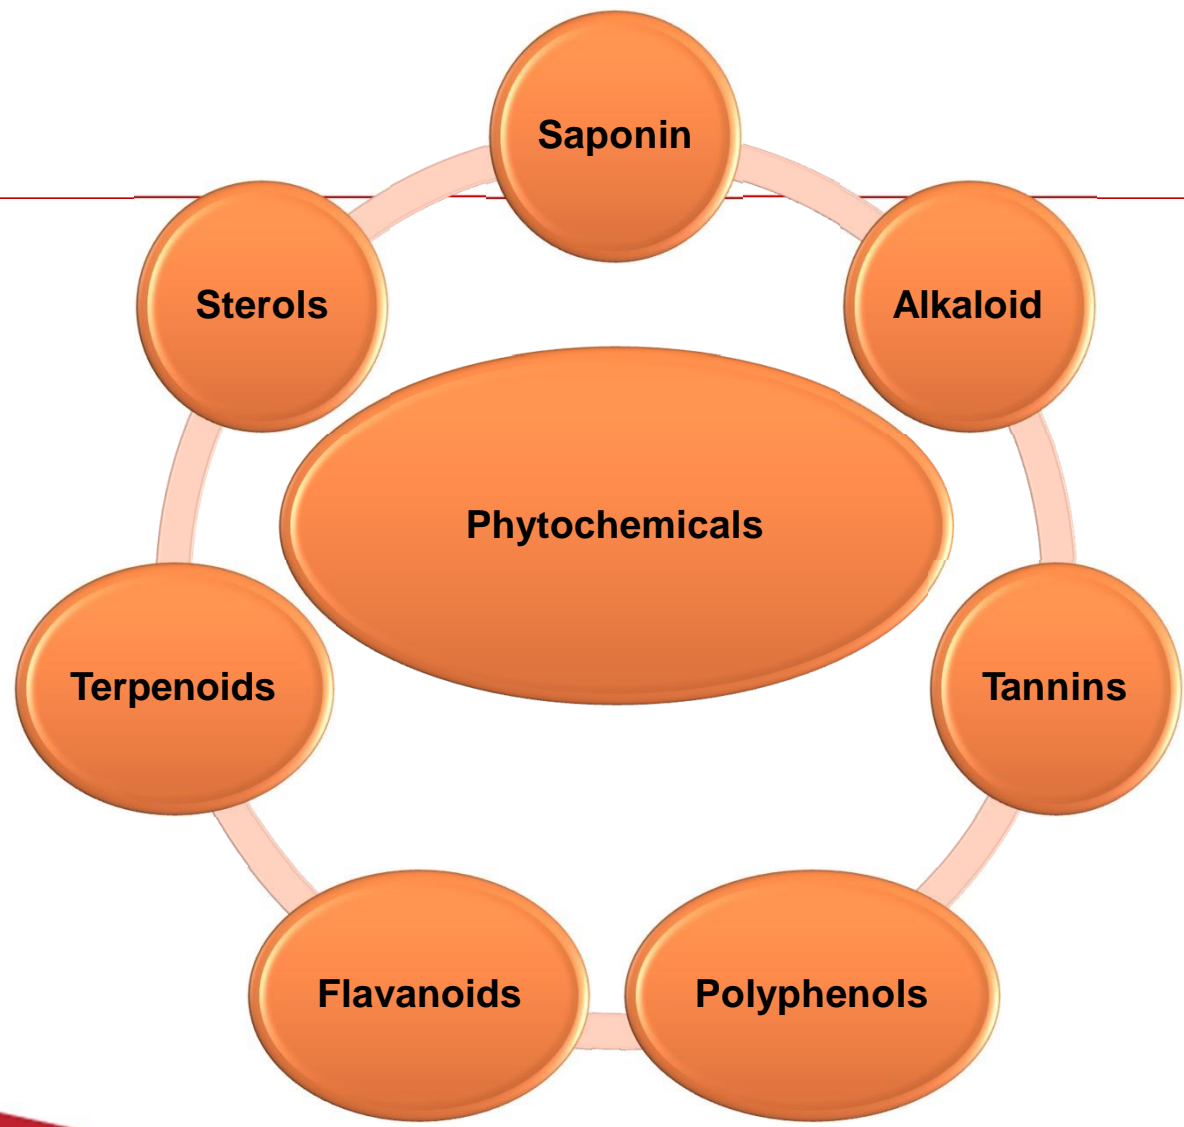 Saponin
Sterols
Alkaloid
Phytochemicals
Terpenoids
Tannins
Flavanoids
Polyphenols